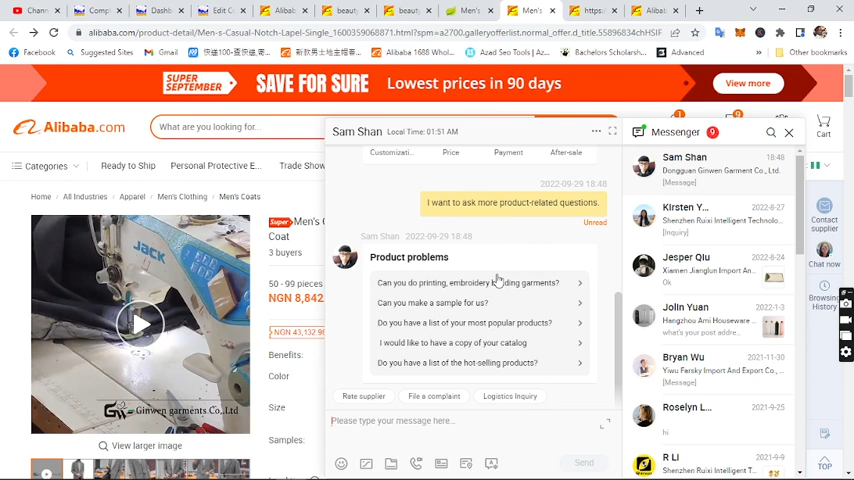 Chann
Comp
Dashb
Edit Co
Alibab
beauty
beauty
Men's
Men's
https:
Alibab
alibaba.com/product-detail/Men-s-Casual-Notch-Lapel-Single_1600359068871.html?spm=a2700.galleryofferlist.normal_offer.d_title.55896834chHSIF
Facebook
Suggested Sites
Gmail
Alibaba 1688 Whol...
Azad Seo Tools | Az...
Bachelors Scholarsh...
Advanced
Other bookmarks
SUPER SEPTEMBER
SAVE FOR SURE
Lowest prices in 90 days
View more
Alibaba.com
What are you looking for...
1
9
Cart
Categories
Ready to Ship
Personal Protective E...
Trade Show
Home
All Industries
Apparel
Men's Clothing
Men's Coats
JACK
Ginwen garments Co.,Ltd
View larger image
Super
Men's C
Coat
3 buyers
50 - 99 pieces
NGN 8,842
NGN 43,132.9
Benefits:
Color
Size
Samples:
Sam Shan
Local Time: 01:51 AM
Customizati...
Price
Payment
After-sale
2022-09-29 18:48
I want to ask more product-related questions.
Unread
Sam Shan 2022-09-29 18:48
Product problems
Can you do printing, embroidery
garments?
Can you make a sample for us?
Do you have a list of your most popular products?
I would like to have a copy of your catalog
Do you have a list of the hot-selling products?
Rate supplier
File a complaint
Logistics Inquiry
Please type your message here...
Send
Messenger
9
Sam Shan
18:48
Dongguan Ginwen Garment Co., Ltd.
[Message]
Kirsten Y...
2022-8-27
Shenzhen Ruixi Intelligent Technolo...
[Inquiry]
Jesper Qiu
2022-3-9
Xiamen Jianglun Import An...
Ok
Jolin Yuan
2022-1-3
Hangzhou Ami Houseware ...
what's your post addre...
Bryan Wu
2021-11-30
Yiwu Farsky Import And Export Co.,...
[Message]
Roselyn L...
2021-9-25
hi
R LI
2021-9-9
Shenzhen Ruixi Intelligent T...
Contact
supplier
Chat now
Browsing
History
TOP